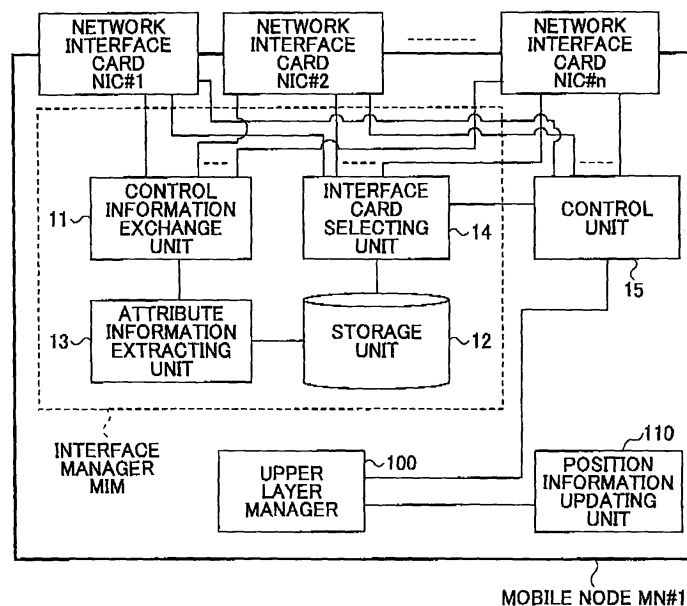 NETWORK
INTERFACE
CARD
NIC#1
NETWORK
INTERFACE
CARD
NIC#2
NETWORK
INTERFACE
CARD
NIC#n
11
CONTROL
INFORMATION
EXCHANGE
UNIT
INTERFACE
CARD
SELECTING
UNIT
14
CONTROL
UNIT
15
13
ATTRIBUTE
INFORMATION
EXTRACTING
UNIT
STORAGE
UNIT
12
INTERFACE
MANAGER
MIM
UPPER
LAYER
MANAGER
100
110
POSITION
INFORMATION
UPDATING
UNIT
MOBILE NODE MN#1